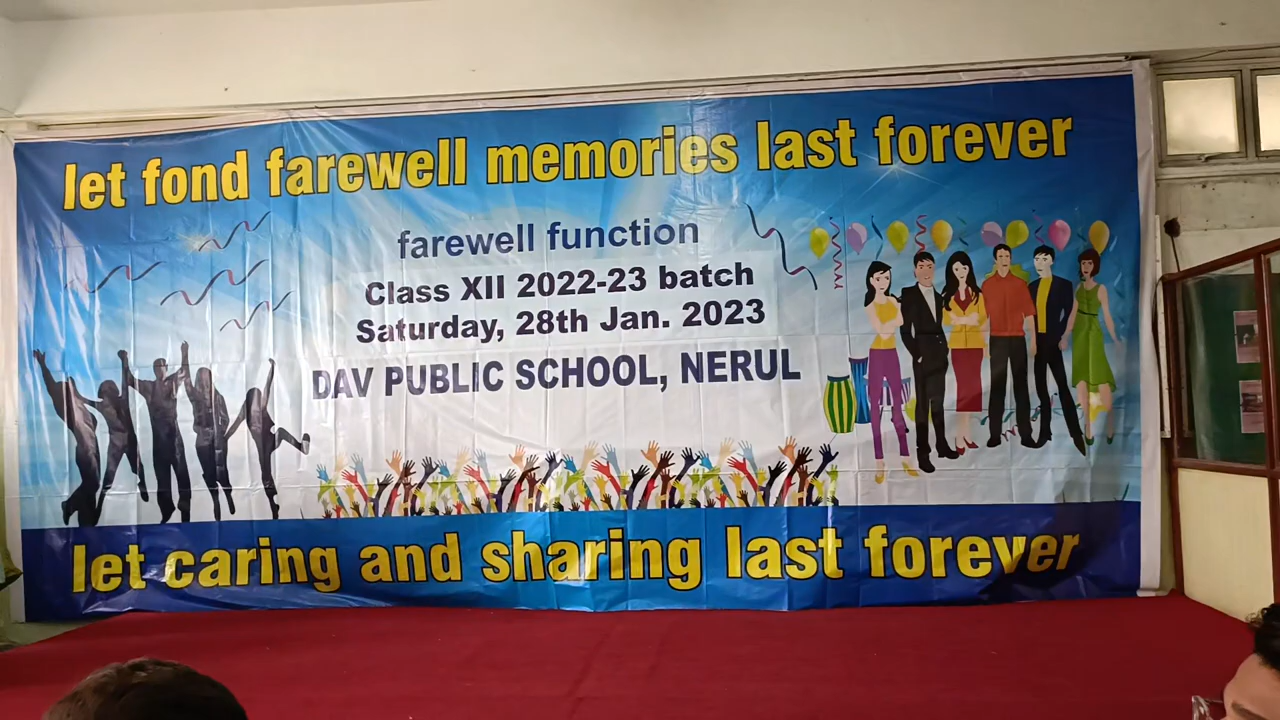 let fond farewell memories last forever
farewell function
Class XII 2022-23 batch
Saturday, 28th Jan. 2023
DAV PUBLIC SCHOOL, NERUL
let caring and sharing last forever